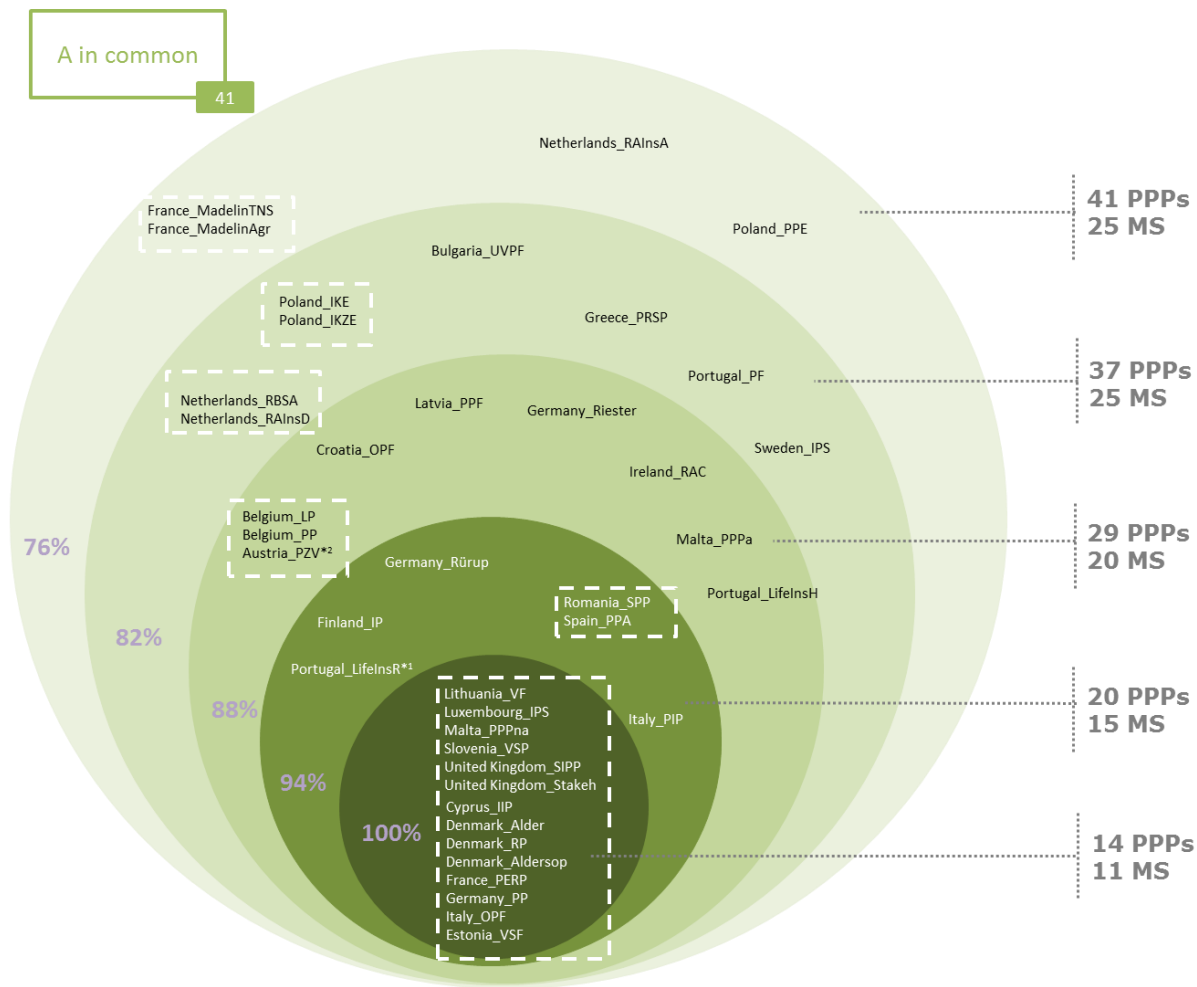 A in common
41
Netherlands_RAInsA
France_MadelinTNS
France_MadelinAgr
Poland_PPE
41 PPPs
25 MS
Bulgaria_UVPF
Poland_IKE
Poland_IKZE
Greece_PRSP
Portugal_PF
37 PPPs
25 MS
Netherlands_RBSA
Netherlands_RAInsD
Latvia_PPF
Germany_Riester
Croatia_OPF
Sweden_IPS
Ireland_RAC
Belgium_LP
Belgium_PP
Austria_PZV*2
76%
Malta_PPPa
29 PPPs
20 MS
Germany_Rürup
Portugal_LifeInsH
Romania_SPP
Spain_PPA
Finland_IP
82%
Portugal_LifeInsR*1
88%
Italy_PIP
20 PPPs
15 MS
Lithuania_VF
Luxembourg_IPS
Malta_PPPna
Slovenia_VSP
United Kingdom_SIPP
United Kingdom_Stakeh
94%
Cyprus_IIP
Denmark_Alder
100%
Denmark_RP
Denmark_Aldersop
France_PERP
Germany_PP
Italy_OPF
Estonia_VSF
14 PPPs
11 MS